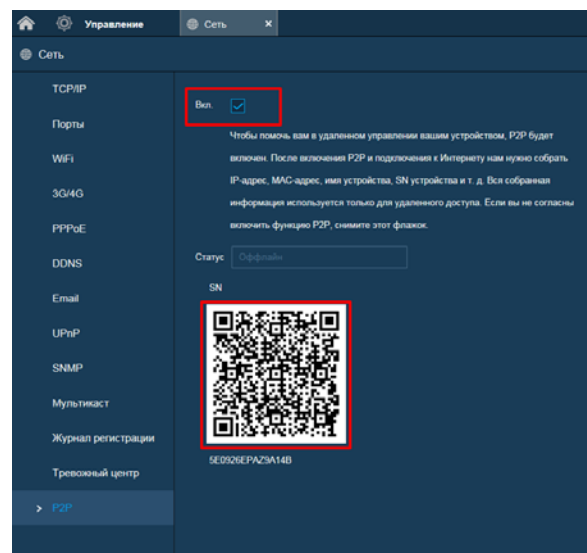 Управление
Сеть ×
Сеть
TCP/IP
Порты
WiFi
3G/4G
PPPoE
DDNS
Email
UPnP
SNMP
Мультикаст
Журнал регистрации
Тревожный центр
> P2P
Вкл.
Чтобы помочь вам в удаленном управлении вашим устройством, P2P будет
включен. После включения P2P и подключения к Интернету нам нужно собрать
IP-адрес, MAC-адрес, имя устройства, SN устройства и т. д. Вся собранная
информация используется только для удаленного доступа. Если вы не согласны
включить функцию P2P, снимите этот флажок.
Статус Оффлайн
SN
5E0926EPAZ9A14B